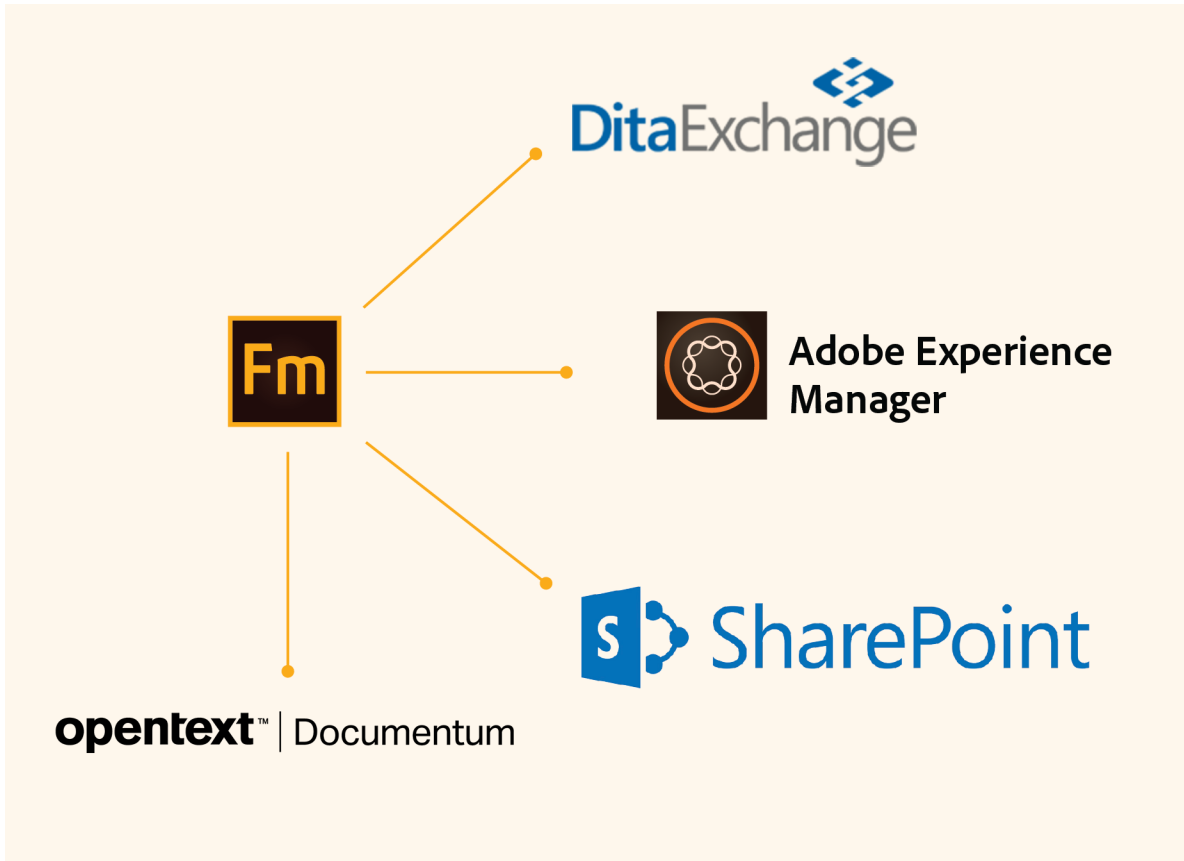 DitaExchange
Fm
Adobe Experience
Manager
S
SharePoint
opentext™ | Documentum